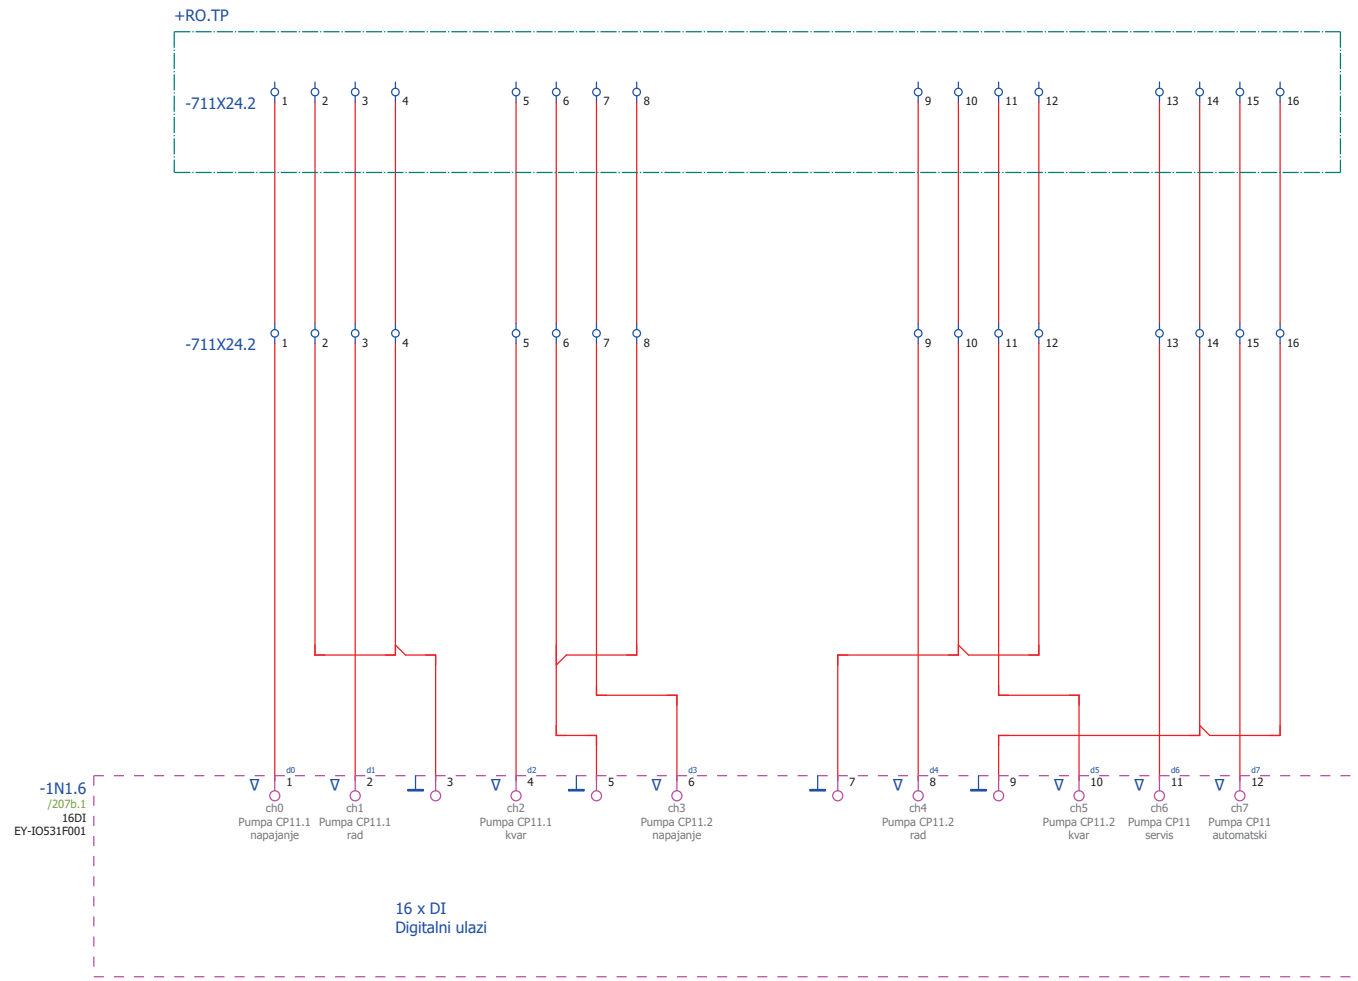 +RO.TP
-711X24.2 1 2 3 4 5 6 7 8 9 10 11 12 13 14 15 16
-711X24.2 1 2 3 4 5 6 7 8 9 10 11 12 13 14 15 16
d0 d1 d2 d3 d4 d5 d6 d7
-1N1.6 1 2 3 4 5 6 7 8 9 10 11 12
/207b.1
16DI
EY-IO531F001
ch0 ch1 ch2 ch3 ch4 ch5 ch6 ch7
Pumpa CP11.1 Pumpa CP11.1 Pumpa CP11.1 Pumpa CP11.2 Pumpa CP11.2 Pumpa CP11.2 Pumpa CP11 Pumpa CP11
napajanje rad kvar napajanje rad kvar servis automatski
16 x DI
Digitalni ulazi